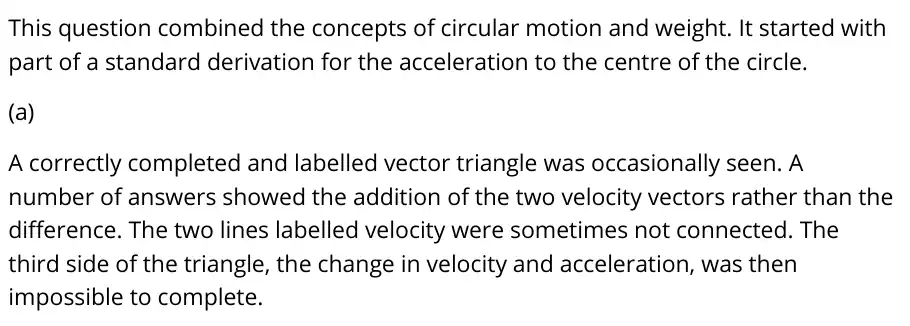 This question combined the concepts of circular motion and weight. It started with
part of a standard derivation for the acceleration to the centre of the circle.
(a)
A correctly completed and labelled vector triangle was occasionally seen. A
number of answers showed the addition of the two velocity vectors rather than the
difference. The two lines labelled velocity were sometimes not connected. The
third side of the triangle, the change in velocity and acceleration, was then
impossible to complete.